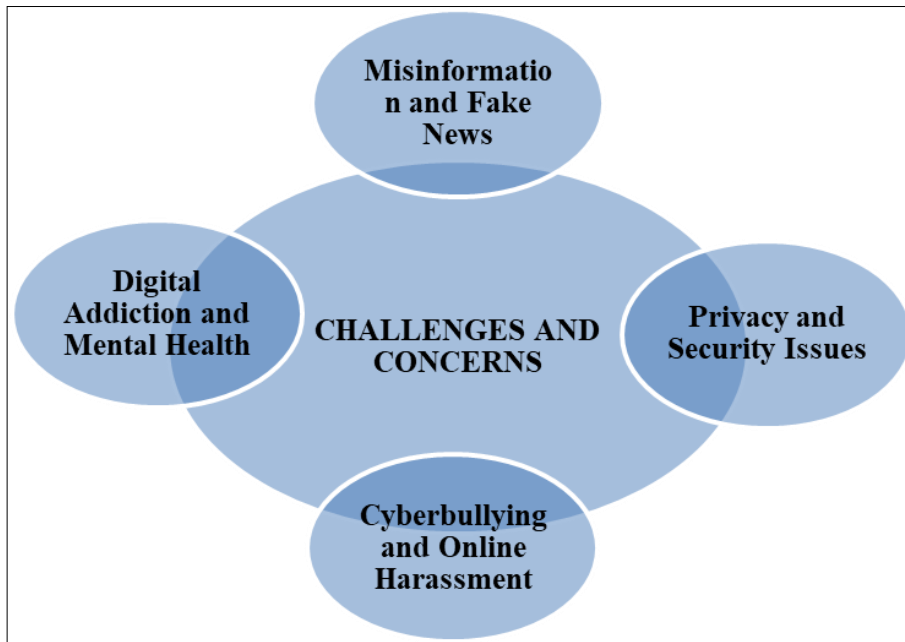 Misinformatio
n and Fake
News
Digital
Addiction and
Mental Health
CHALLENGES AND
CONCERNS
Privacy and
Security Issues
Cyberbullying
and Online
Harassment